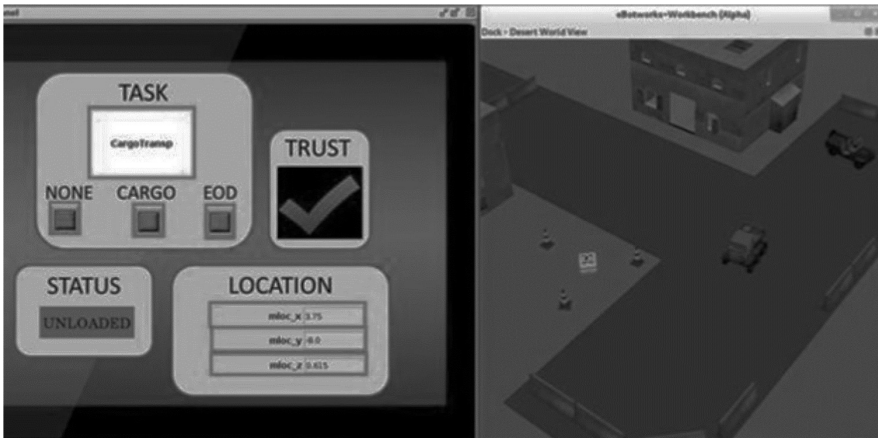 anel
TASK
CargoTransp
NONE CARGO EOD
TRUST
STATUS
UNLOADED
LOCATION
mloc_x 3.75
mloc_y -8.0
mloc_z 0.615
eBotworks-Workbench (Alpha)
Dock - Desert World View